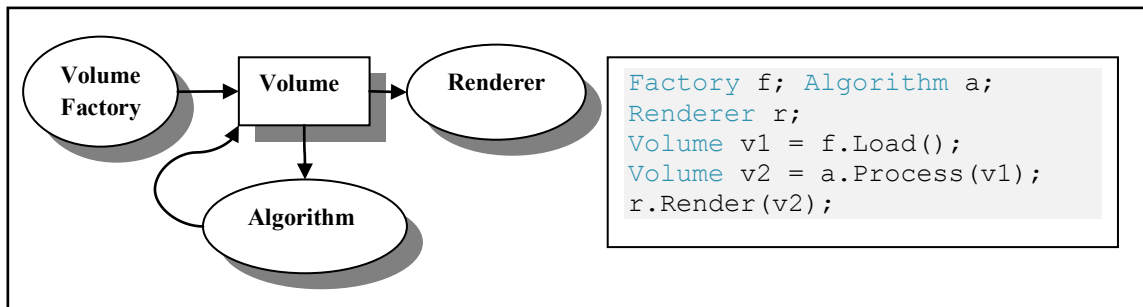 Volume
Factory
Volume
Renderer
Algorithm
Factory f; Algorithm a;
Renderer r;
Volume v1 = f.Load();
Volume v2 = a.Process(v1);
r.Render(v2);